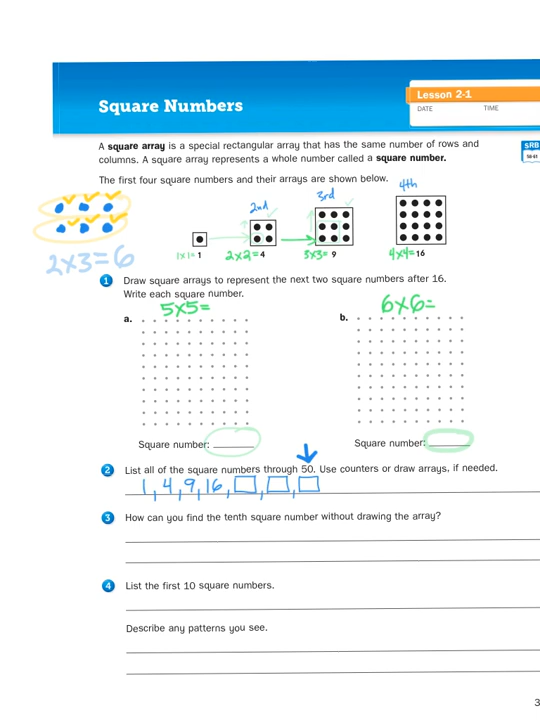 Lesson 2-1
Square Numbers
DATE TIME
A square array is a special rectangular array that has the same number of rows and
columns. A square array represents a whole number called a square number.
SRB
The first four square numbers and their arrays are shown below.
2nd 3rd 4th
2x3=6
1x1= 1 2x2=4 3x3= 9 4x4=16
1 Draw square arrays to represent the next two square numbers after 16.
Write each square number.
5x5= 6x6=
a. b.
Square number: Square number:
2 List all of the square numbers through 50. Use counters or draw arrays, if needed.
1, 4, 9, 16, □, □, □
3 How can you find the tenth square number without drawing the array?
4 List the first 10 square numbers.
Describe any patterns you see.
3